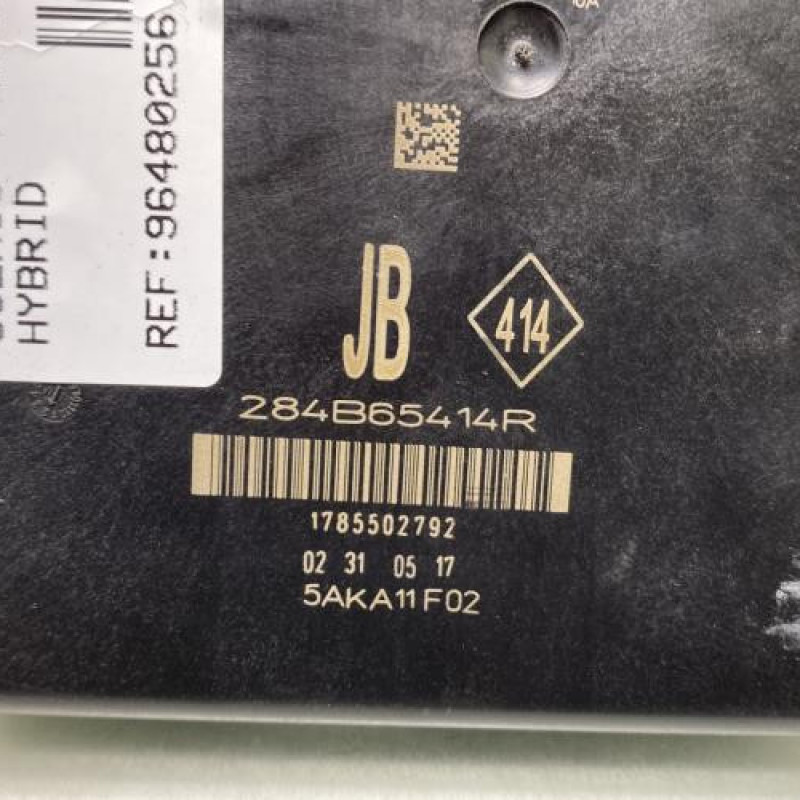 HYBRID
REF:96480256
JB
414
284B65414R
1785502792
02 31 05 17
5AKA11F02